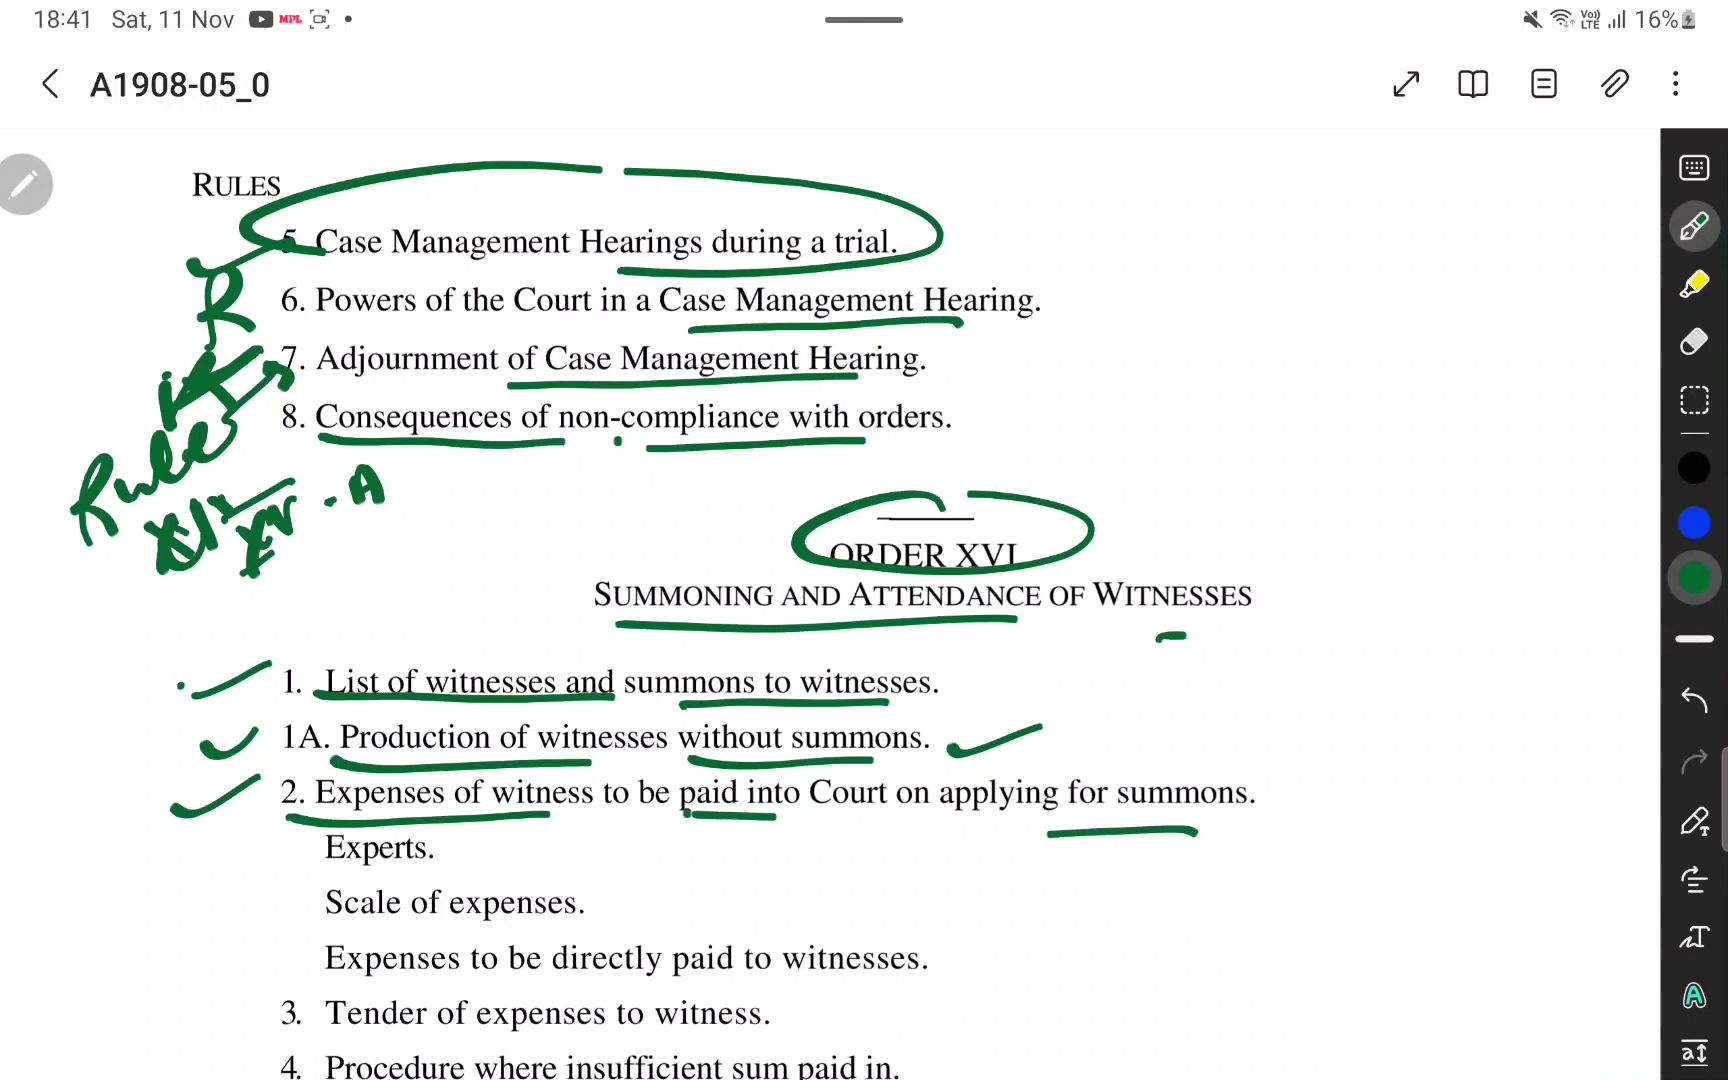 18:41 Sat, 11 Nov MPL Vo)) LTE 16%
A1908-05_0
RULES
5. Case Management Hearings during a trial.
6. Powers of the Court in a Case Management Hearing.
7. Adjournment of Case Management Hearing.
8. Consequences of non-compliance with orders.
Rule
XV - A
ORDER XVI
SUMMONING AND ATTENDANCE OF WITNESSES
1. List of witnesses and summons to witnesses.
1A. Production of witnesses without summons.
2. Expenses of witness to be paid into Court on applying for summons.
Experts.
Scale of expenses.
Expenses to be directly paid to witnesses.
3. Tender of expenses to witness.
4. Procedure where insufficient sum paid in.